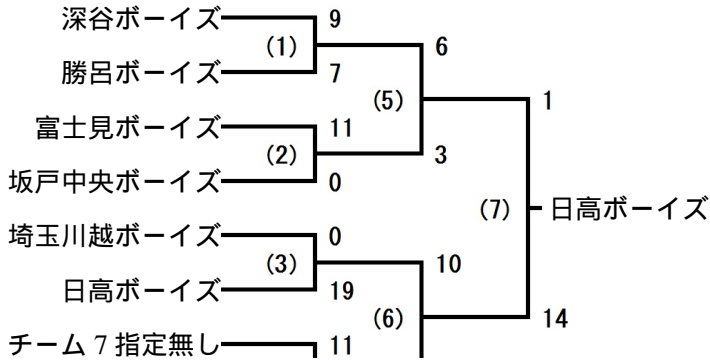 深谷ボーイズ 9
(1) 6
勝呂ボーイズ 7
(5) 1
富士見ボーイズ 11
(2) 3
坂戸中央ボーイズ 0
(7) 日高ボーイズ
埼玉川越ボーイズ 0
(3) 10
日高ボーイズ 19
(6) 14
チーム 7 指定無し 11